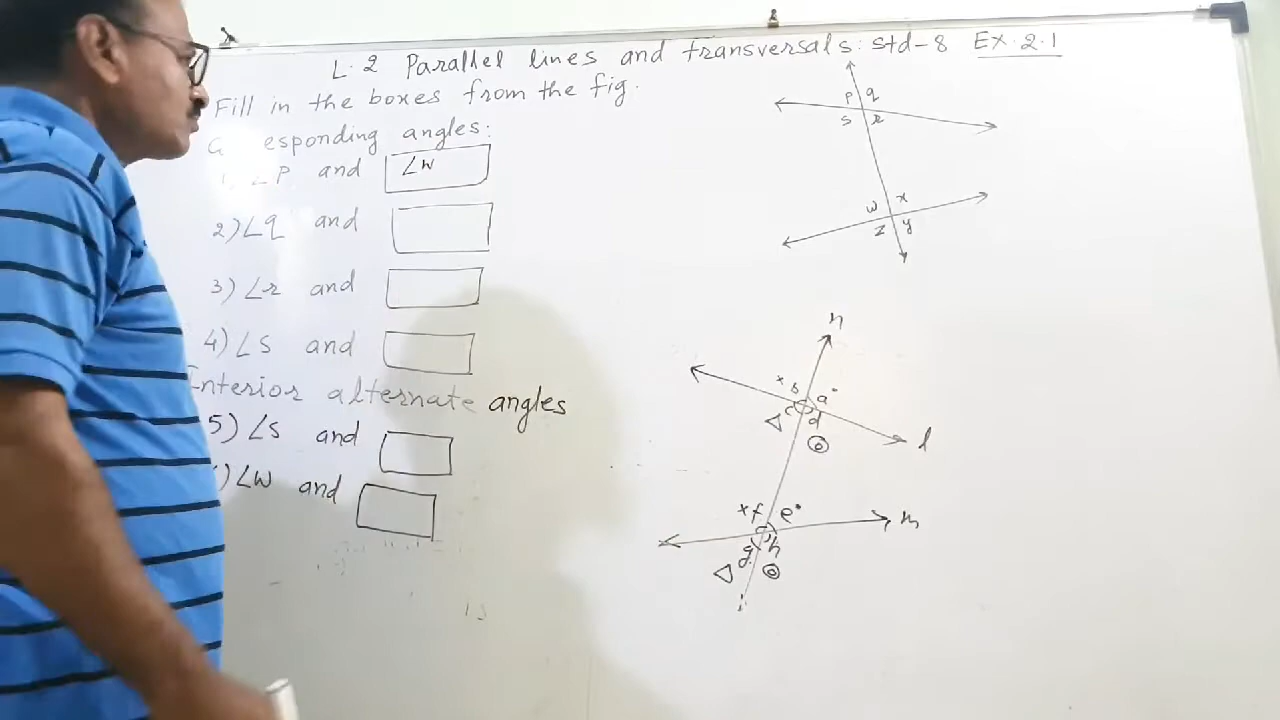 L.2 Parallel lines and transversals: std-8 Ex.2.1
Fill in the boxes from the fig.
esponding angles:
∠P and ∠w
2) ∠q and
3) ∠r and
4) ∠s and
Interior alternate angles
5) ∠s and
∠w and
p q
s r
w x
z y
n
x b a
c d
l
x f e
m
g h